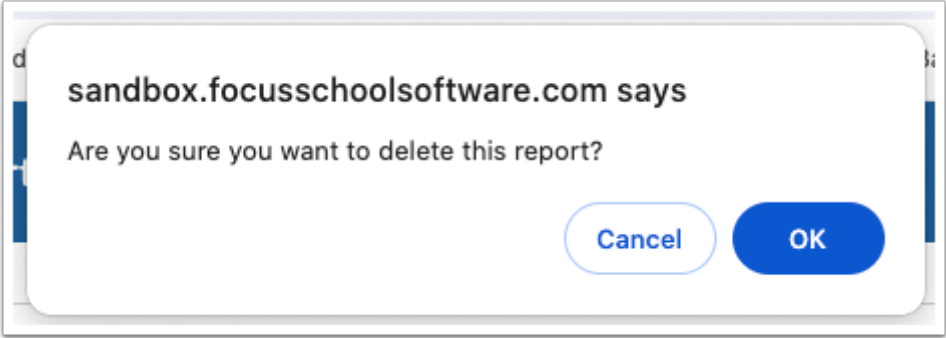 sandbox.focusschoolsoftware.com says
Are you sure you want to delete this report?
Cancel
OK